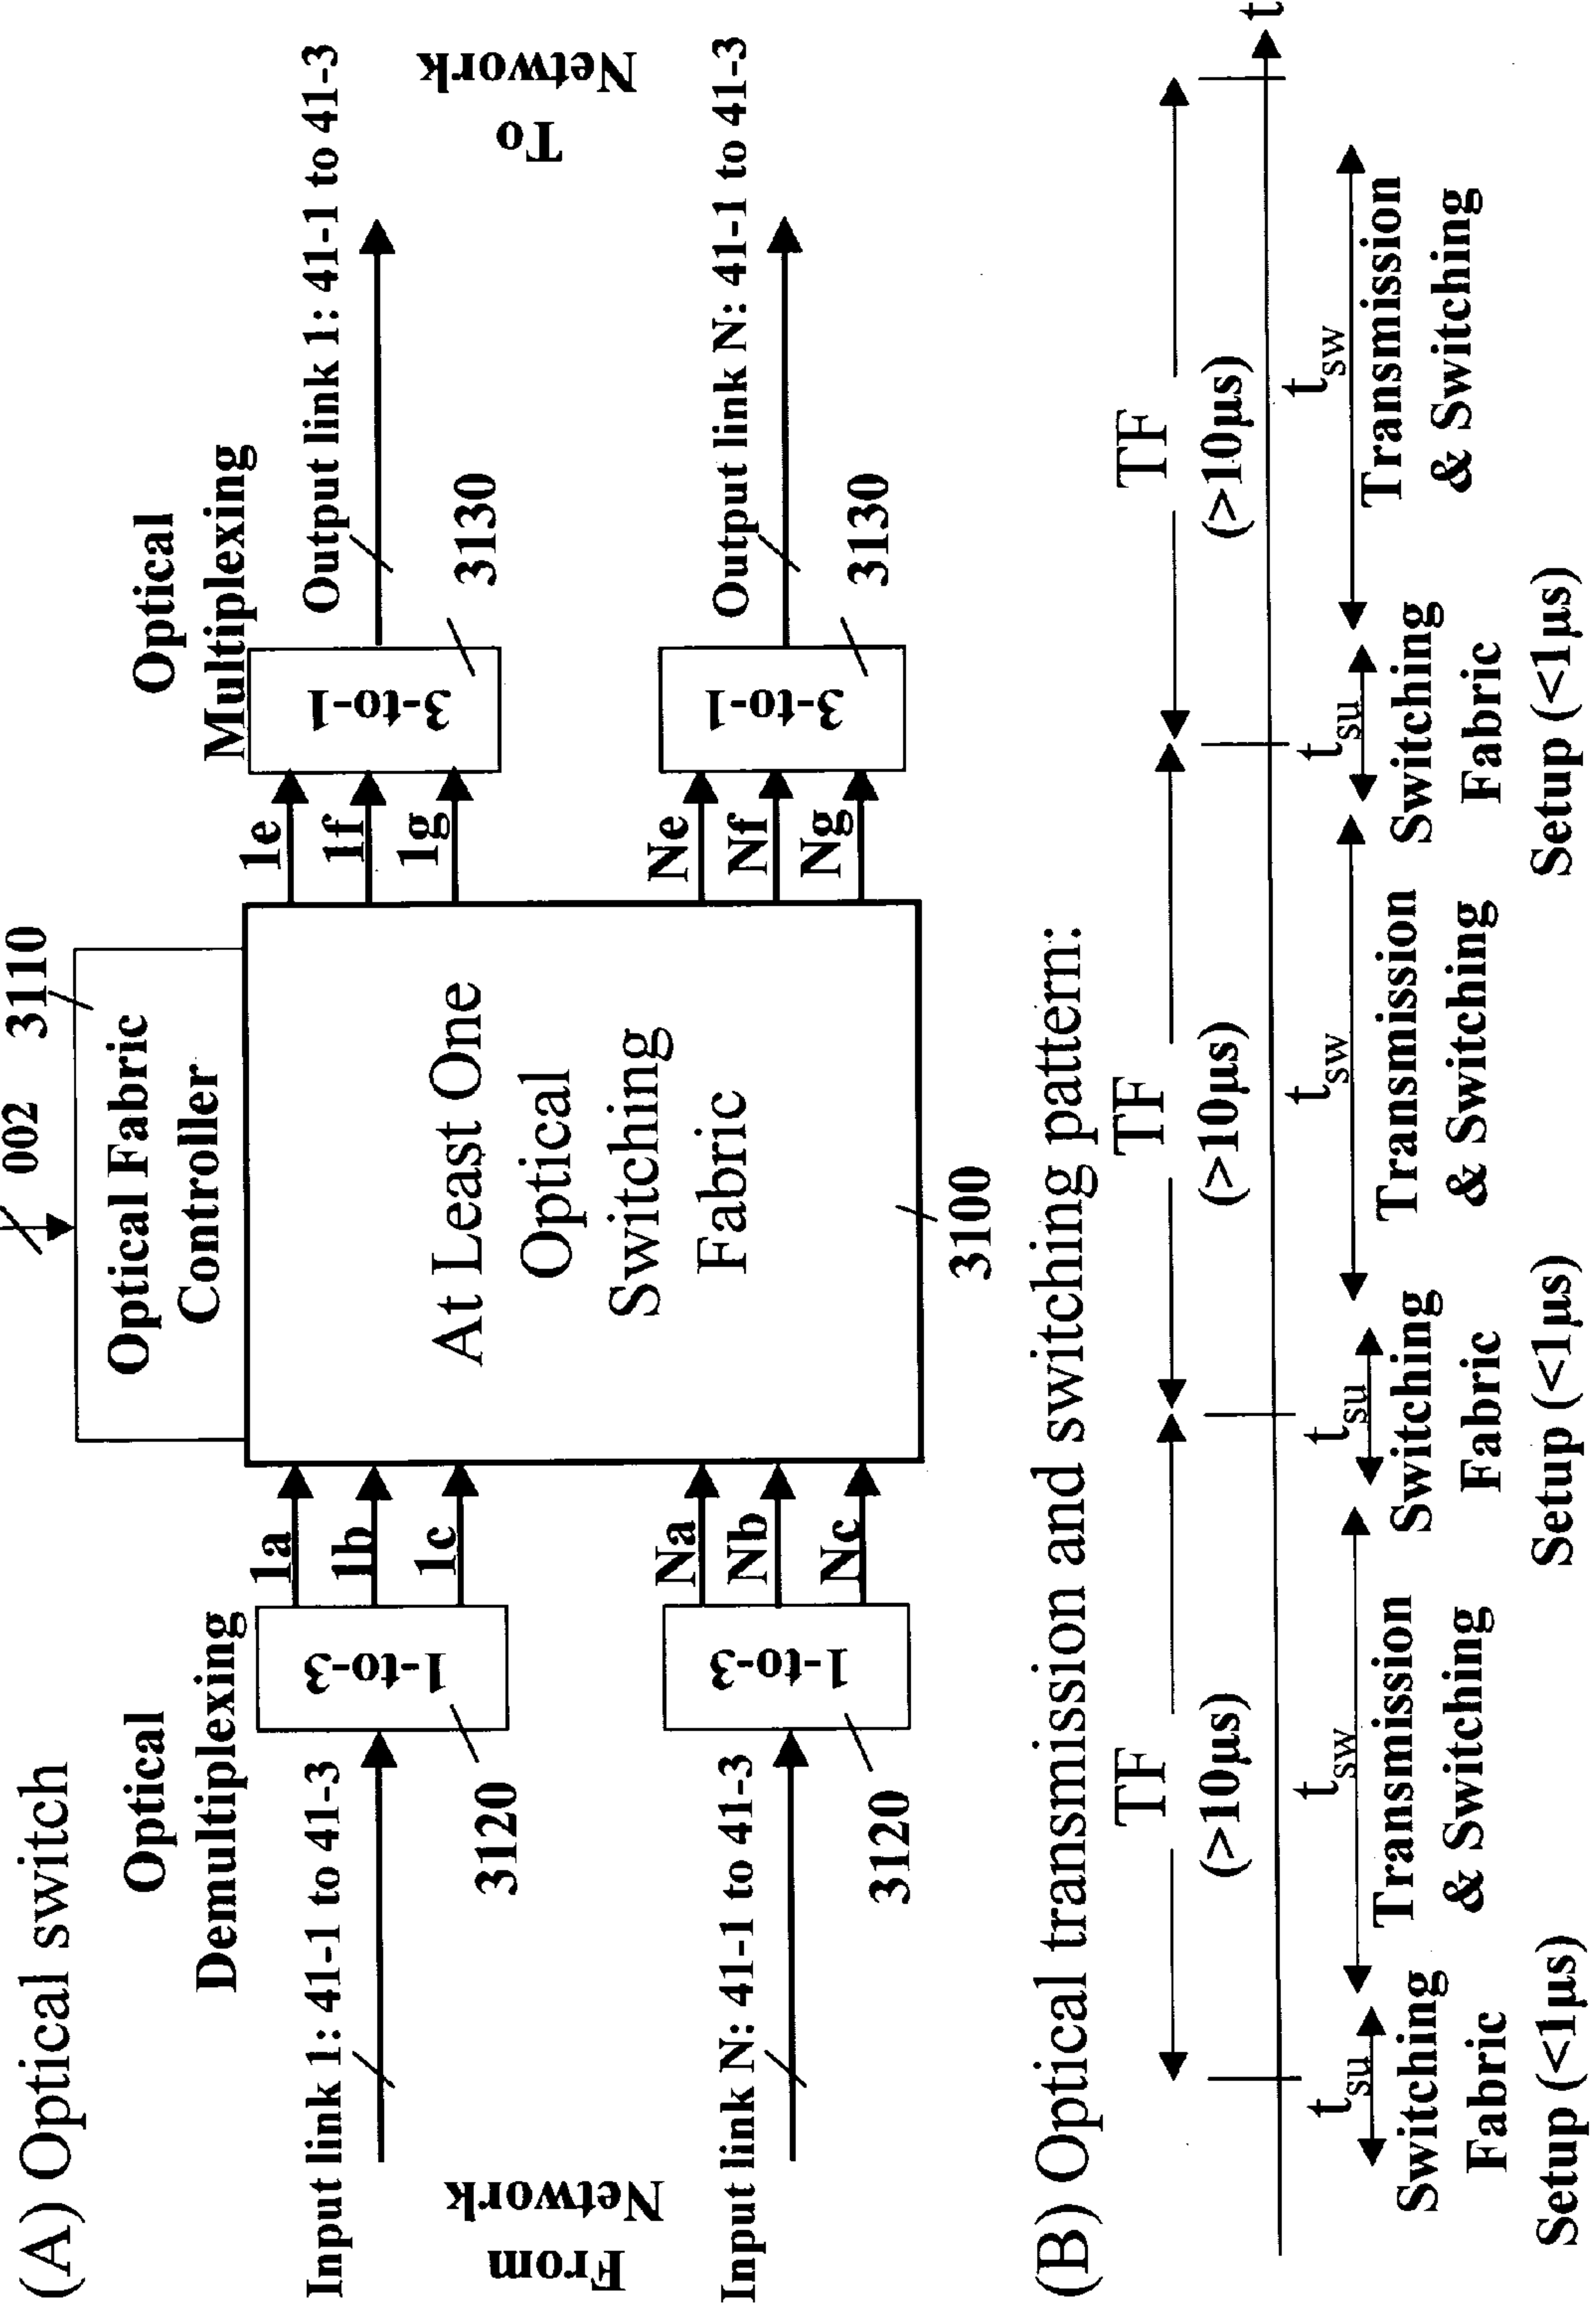 (A) Optical switch
002
3110
Optical Fabric
Controller
Optical
Demultiplexing
Optical
Multiplexing
Input link 1: 41-1 to 41-3
1-to-3
3120
1a
1b
1c
At Least One
Optical
Switching
Fabric
3100
1e
1f
1g
3-to-1
3130
Output link 1: 41-1 to 41-3
From
Network
To
Network
Input link N: 41-1 to 41-3
1-to-3
3120
Na
Nb
Nc
Ne
Nf
Ng
3-to-1
3130
Output link N: 41-1 to 41-3
(B) Optical transmission and switching pattern:
TF
(>10µs)
TF
(>10µs)
TF
(>10µs)
t
tsu
tsw
tsu
tsw
tsu
tsw
Switching
Fabric
Setup (<1µs)
Transmission
& Switching
Switching
Fabric
Setup (<1µs)
Transmission
& Switching
Switching
Fabric
Setup (<1µs)
Transmission
& Switching